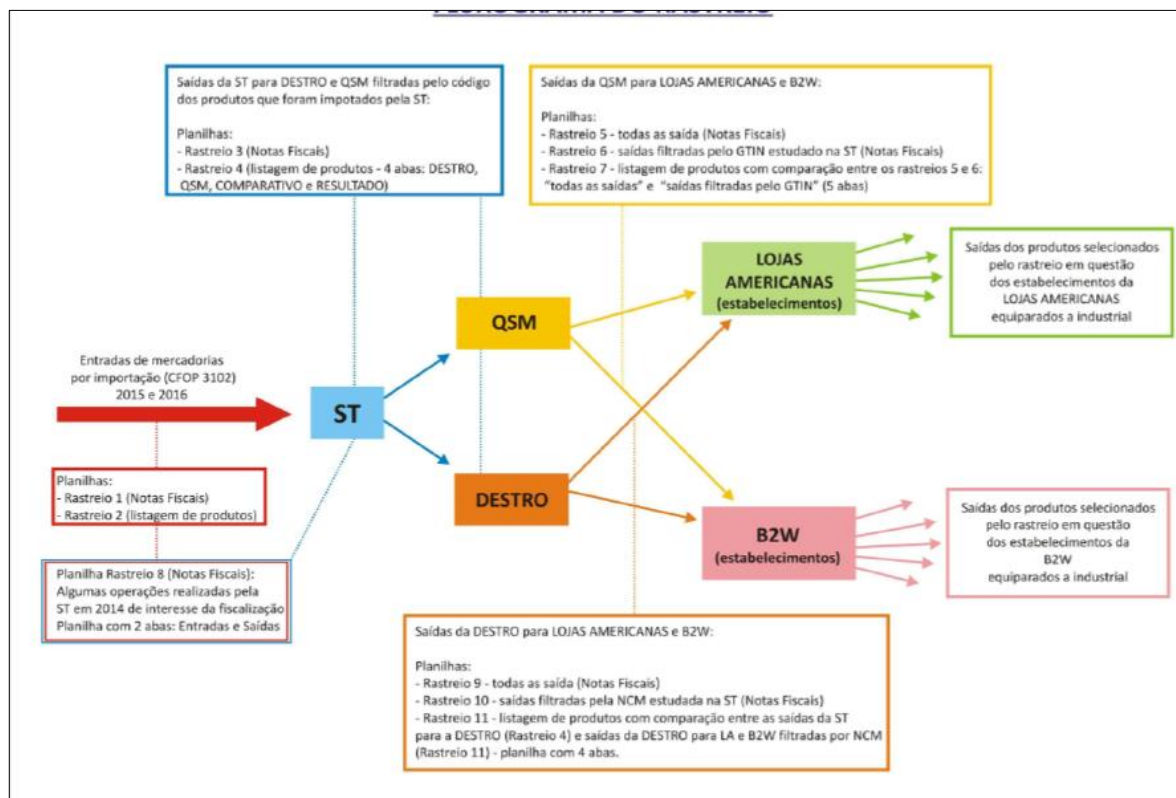 FLUXOGRAMA DO RASTREIO
Saídas da ST para DESTRO e QSM filtradas pelo código
dos produtos que foram impotados pela ST:
Planilhas:
- Rastreio 3 (Notas Fiscais)
- Rastreio 4 (listagem de produtos - 4 abas: DESTRO,
QSM, COMPARATIVO e RESULTADO)
Saídas da QSM para LOJAS AMERICANAS e B2W:
Planilhas:
- Rastreio 5 - todas as saída (Notas Fiscais)
- Rastreio 6 - saídas filtradas pelo GTIN estudado na ST (Notas Fiscais)
- Rastreio 7 - listagem de produtos com comparação entre os rastreios 5 e 6:
"todas as saídas" e "saídas filtradas pelo GTIN" (5 abas)
LOJAS
AMERICANAS
(estabelecimentos)
Saídas dos produtos selecionados
pelo rastreio em questão
dos estabelecimentos da
LOJAS AMERICANAS
equiparados a industrial
QSM
Entradas de mercadorias
por importação (CFOP 3102)
2015 e 2016
ST
Planilhas:
- Rastreio 1 (Notas Fiscais)
- Rastreio 2 (listagem de produtos)
DESTRO
B2W
(estabelecimentos)
Saídas dos produtos selecionados
pelo rastreio em questão
dos estabelecimentos da
B2W
equiparados a industrial
Planilha Rastreio 8 (Notas Fiscais):
Algumas operações realizadas pela
ST em 2014 de interesse da fiscalização
Planilha com 2 abas: Entradas e Saídas
Saídas da DESTRO para LOJAS AMERICANAS e B2W:
Planilhas:
- Rastreio 9 - todas as saída (Notas Fiscais)
- Rastreio 10 - saídas filtradas pela NCM estudada na ST (Notas Fiscais)
- Rastreio 11 - listagem de produtos com comparação entre as saídas da ST
para a DESTRO (Rastreio 4) e saídas da DESTRO para LA e B2W filtradas por NCM
(Rastreio 11) - planilha com 4 abas.